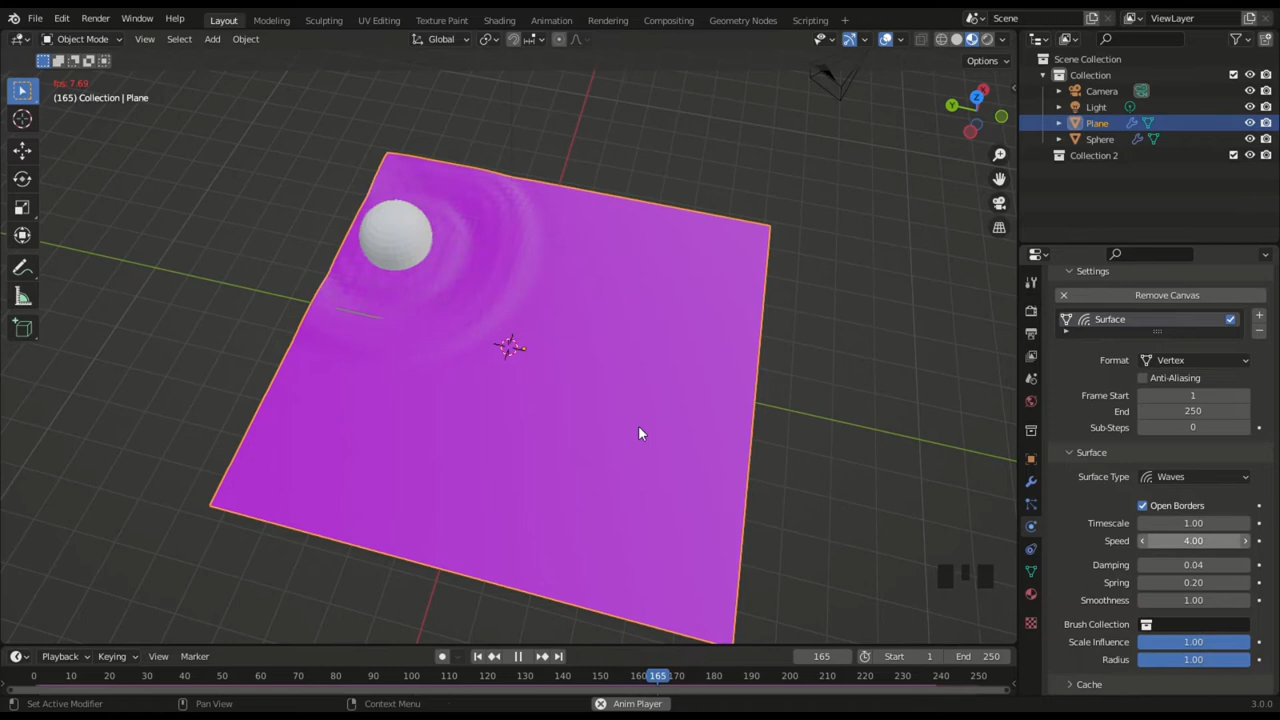 File Edit Render Window Help Layout Modeling Sculpting UV Editing Texture Paint Shading Animation Rendering Compositing Geometry Nodes Scripting + Scene ViewLayer
Object Mode View Select Add Object Global
Options
fps: 7.69
(165) Collection | Plane
X
Y
Z
Scene Collection
Collection
Camera
Light
Plane
Sphere
Collection 2
Settings
Remove Canvas
Surface
Format Vertex
Anti-Aliasing
Frame Start 1
End 250
Sub-Steps 0
Surface
Surface Type Waves
Open Borders
Timescale 1.00
Speed 4.00
Damping 0.04
Spring 0.20
Smoothness 1.00
Brush Collection
Scale Influence 1.00
Radius 1.00
Cache
Playback Keying View Marker 165 Start 1 End 250
0 10 20 30 40 50 60 70 80 90 100 110 120 130 140 150 160 165 170 180 190 200 210 220 230 240 250
Set Active Modifier Pan View Context Menu Anim Player 3.0.0